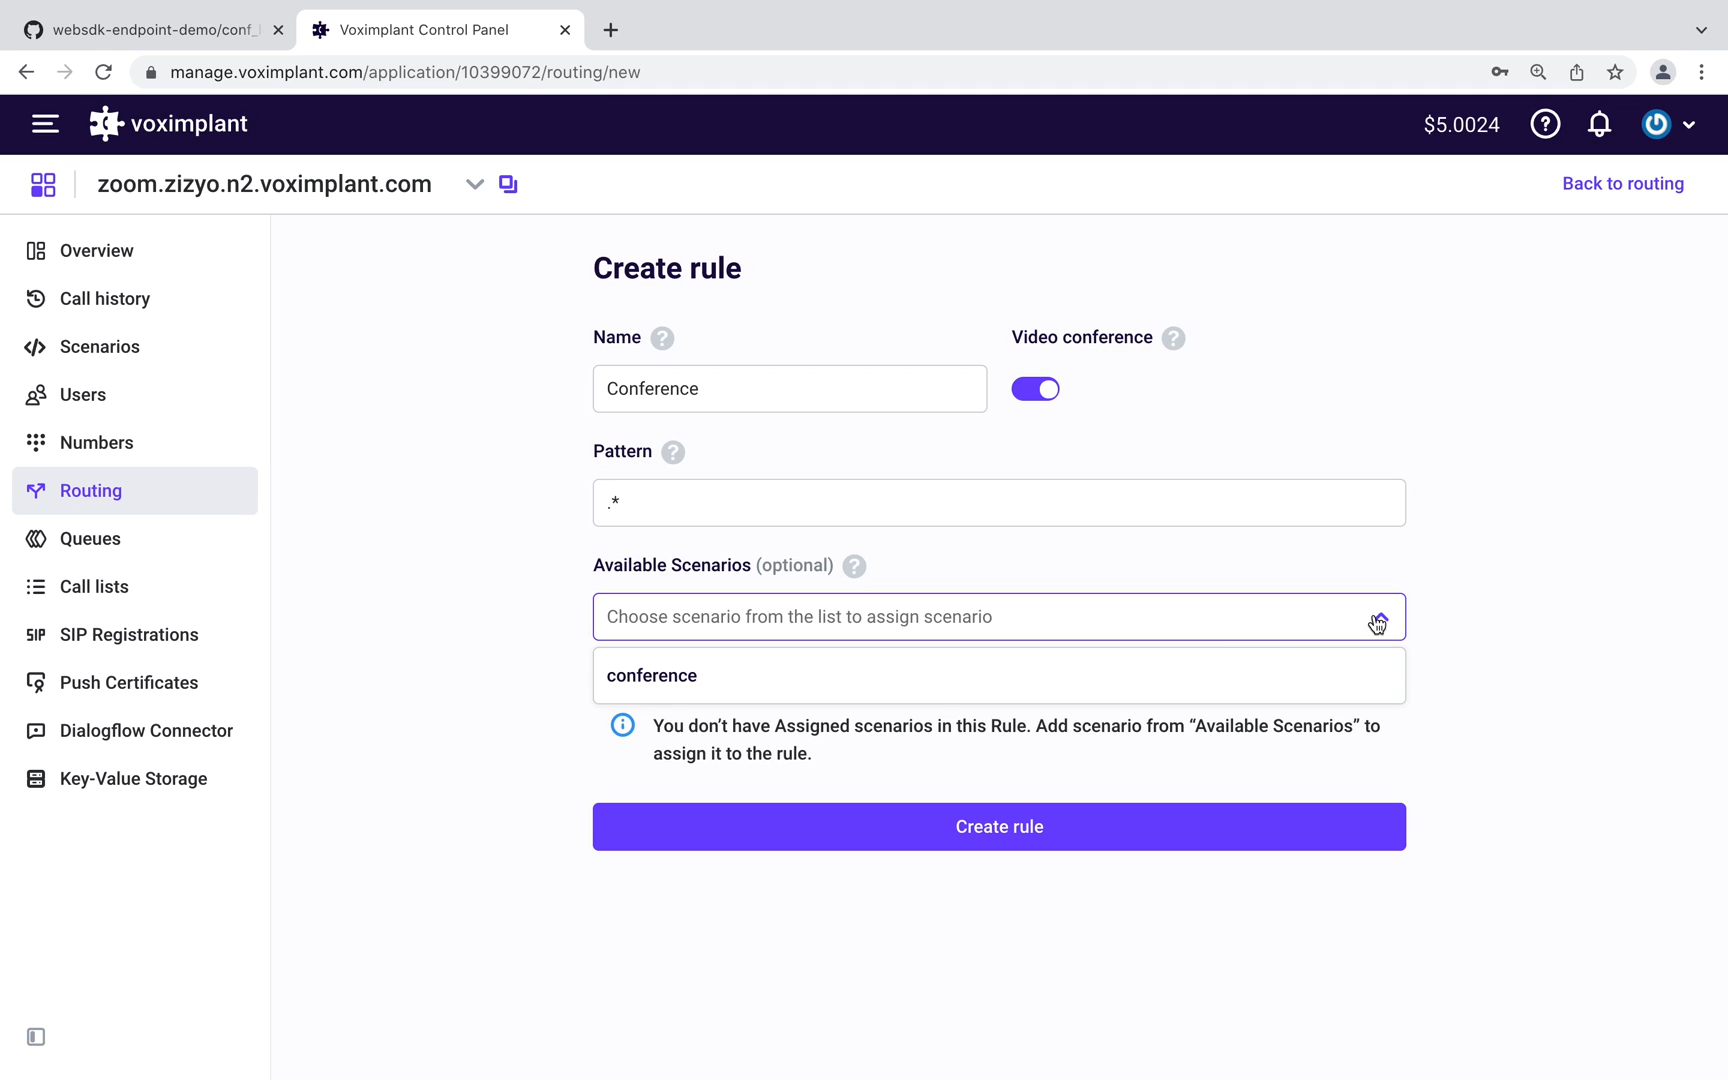 websdk-endpoint-demo/conf_
Voximplant Control Panel
manage.voximplant.com/application/10399072/routing/new
voximplant
$5.0024
zoom.zizyo.n2.voximplant.com
Back to routing
Overview
Call history
Scenarios
Users
Numbers
Routing
Queues
Call lists
SIP
SIP Registrations
Push Certificates
Dialogflow Connector
Key-Value Storage
Create rule
Name ?
Video conference ?
Conference
Pattern ?
.*
Available Scenarios (optional) ?
Choose scenario from the list to assign scenario
conference
You don’t have Assigned scenarios in this Rule. Add scenario from “Available Scenarios” to
assign it to the rule.
Create rule